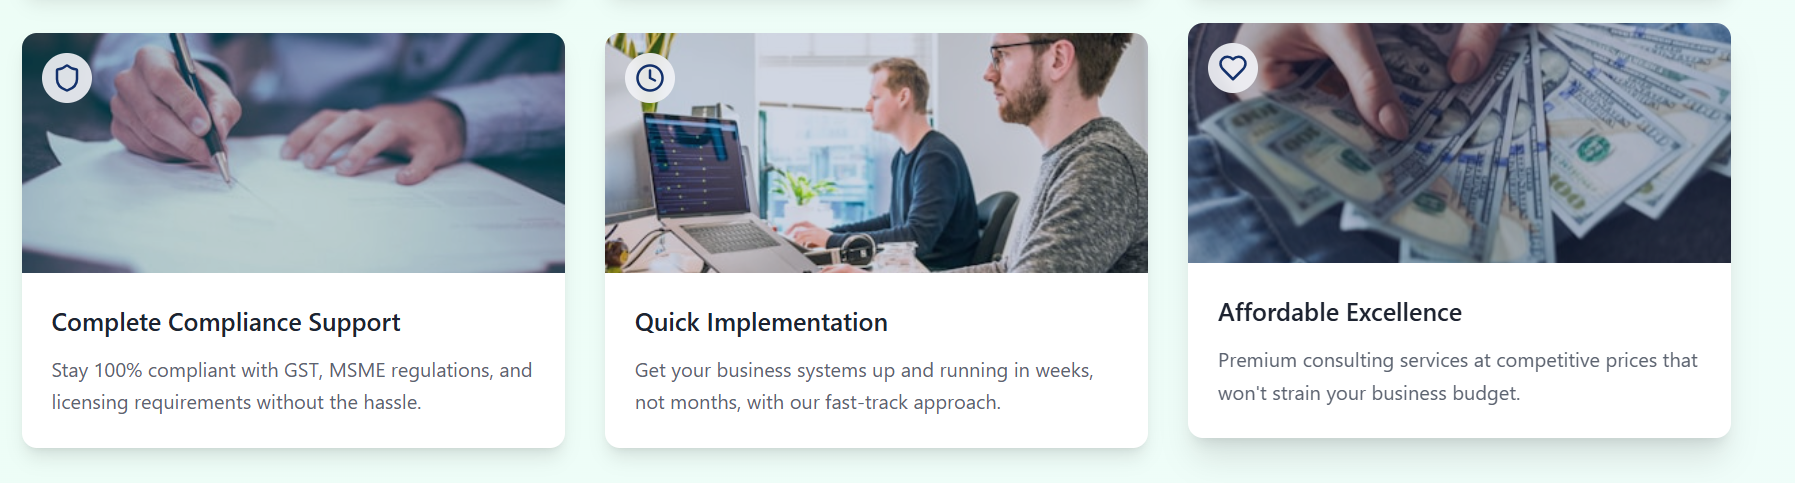 Complete Compliance Support
Stay 100% compliant with GST, MSME regulations, and
licensing requirements without the hassle.
Quick Implementation
Get your business systems up and running in weeks,
not months, with our fast-track approach.
Affordable Excellence
Premium consulting services at competitive prices that
won't strain your business budget.